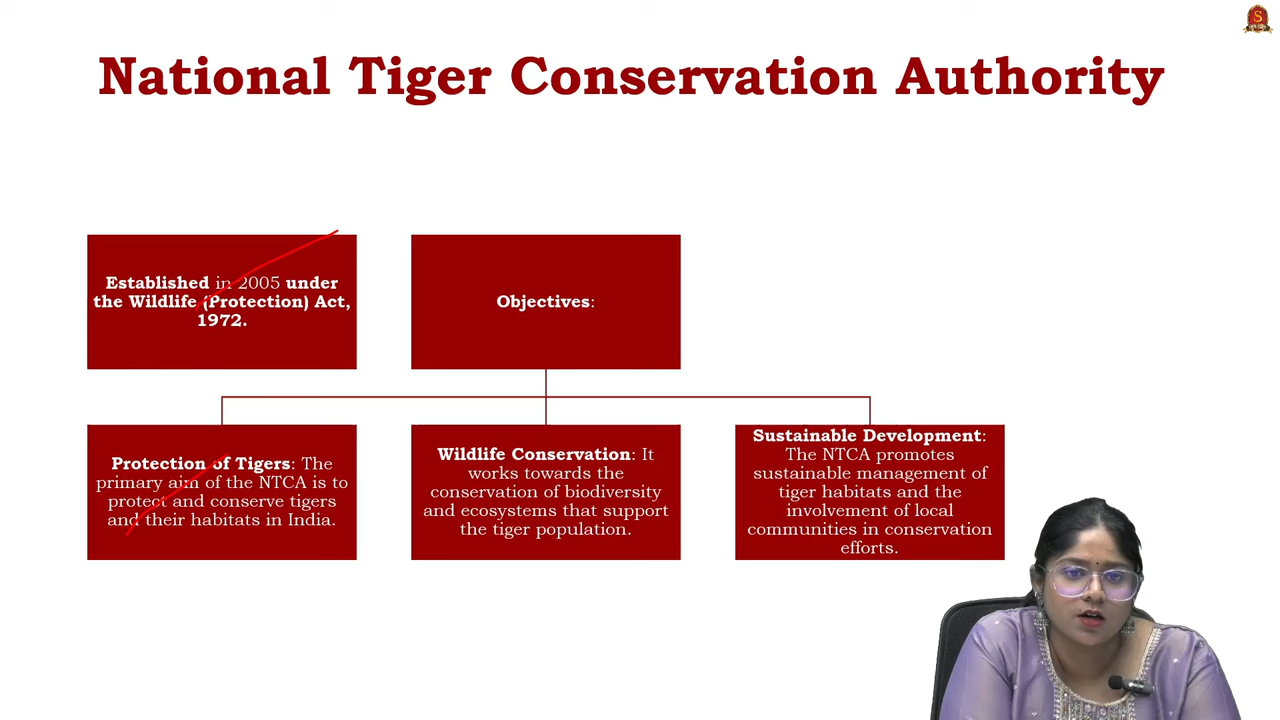 National Tiger Conservation Authority
Established in 2005 under
the Wildlife (Protection) Act,
1972.
Objectives:
Protection of Tigers: The
primary aim of the NTCA is to
protect and conserve tigers
and their habitats in India.
Wildlife Conservation: It
works towards the
conservation of biodiversity
and ecosystems that support
the tiger population.
Sustainable Development:
The NTCA promotes
sustainable management of
tiger habitats and the
involvement of local
communities in conservation
efforts.
S